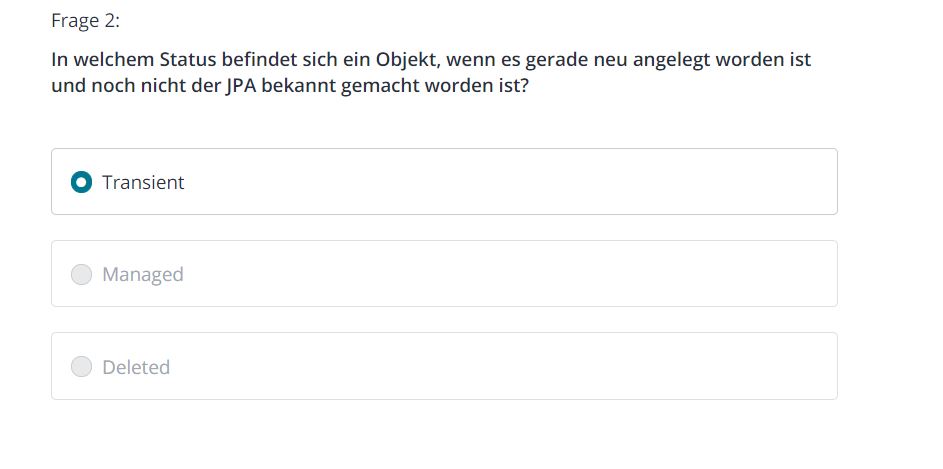 Frage 2:
In welchem Status befindet sich ein Objekt, wenn es gerade neu angelegt worden ist
und noch nicht der JPA bekannt gemacht worden ist?
Transient
Managed
Deleted